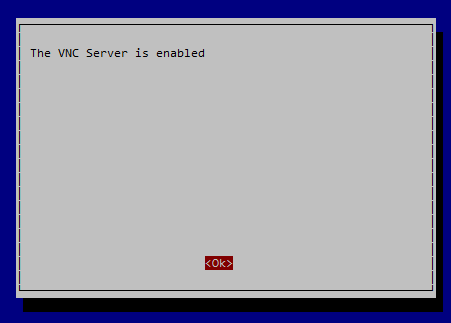 The VNC Server is enabled
<Ok>